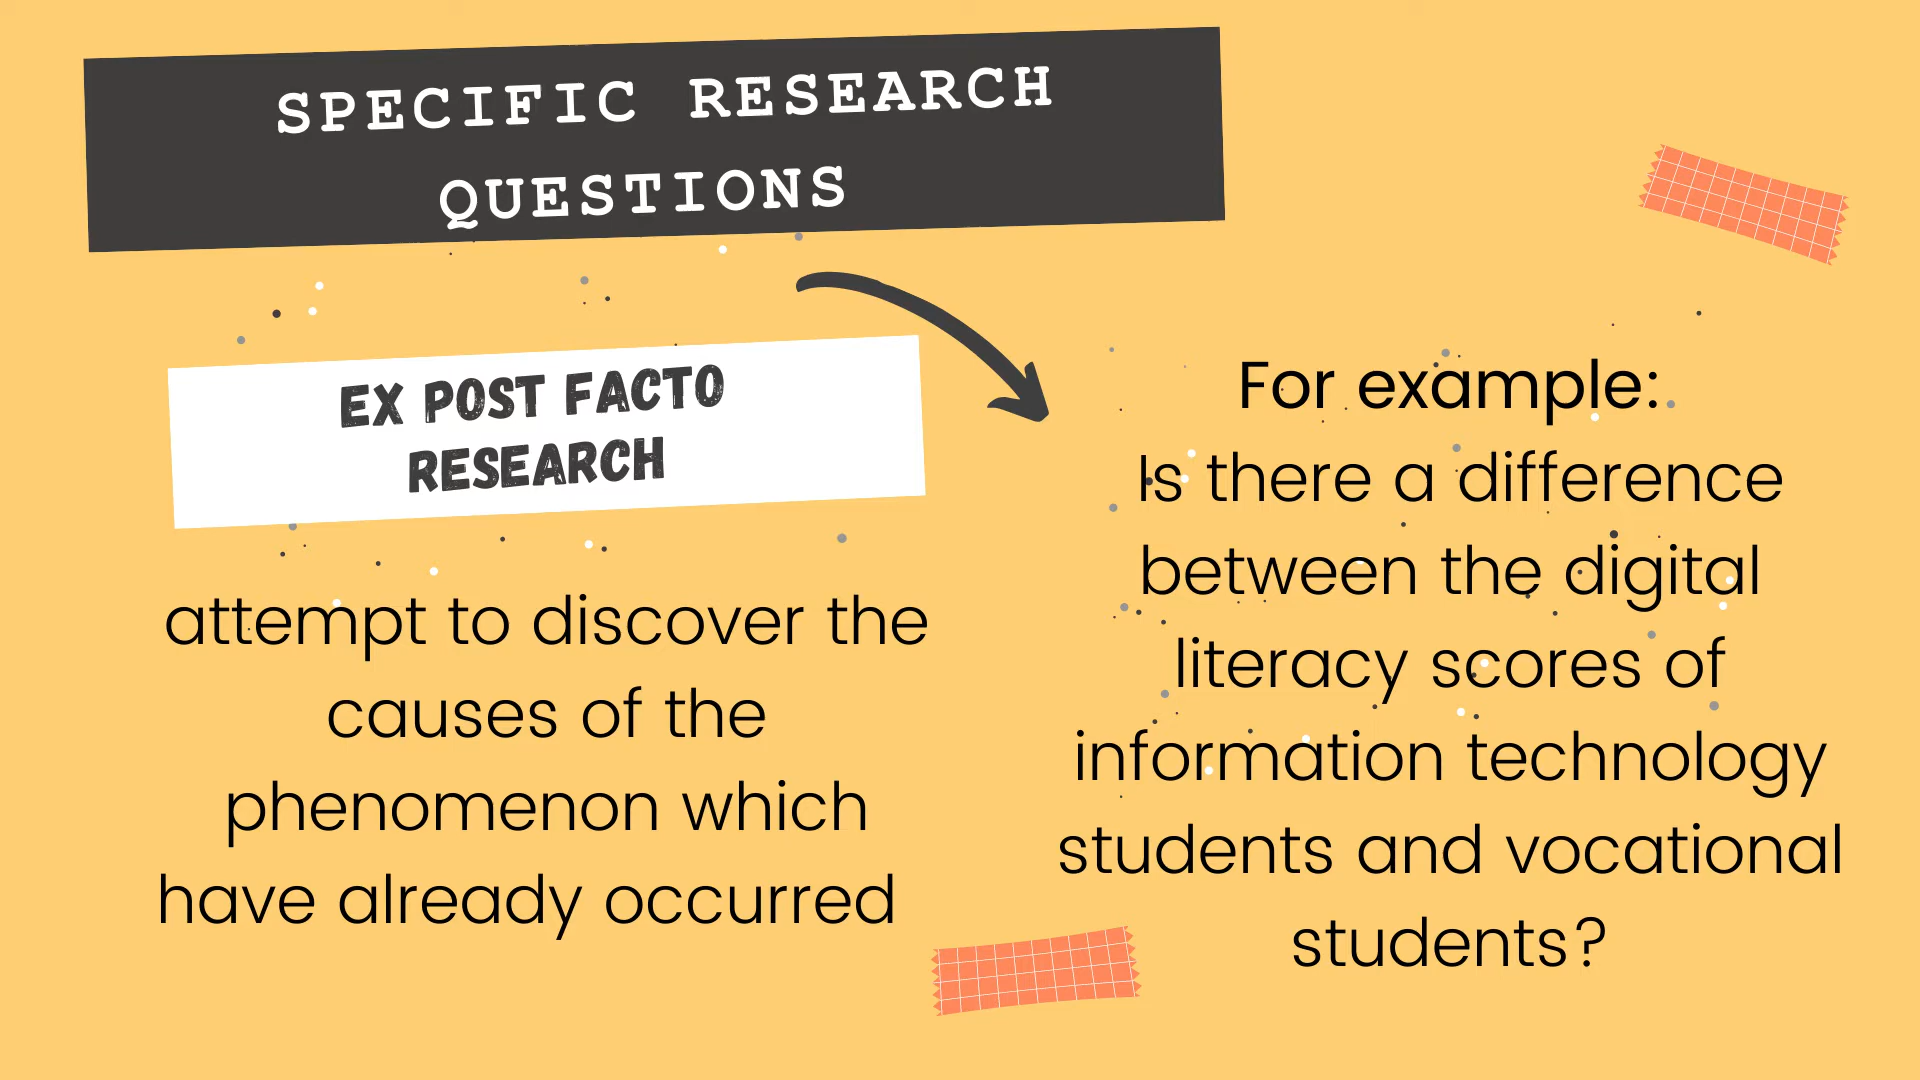 SPECIFIC RESEARCH
QUESTIONS
EX POST FACTO
RESEARCH
attempt to discover the
causes of the
phenomenon which
have already occurred
For example:
Is there a difference
between the digital
literacy scores of
information technology
students and vocational
students?